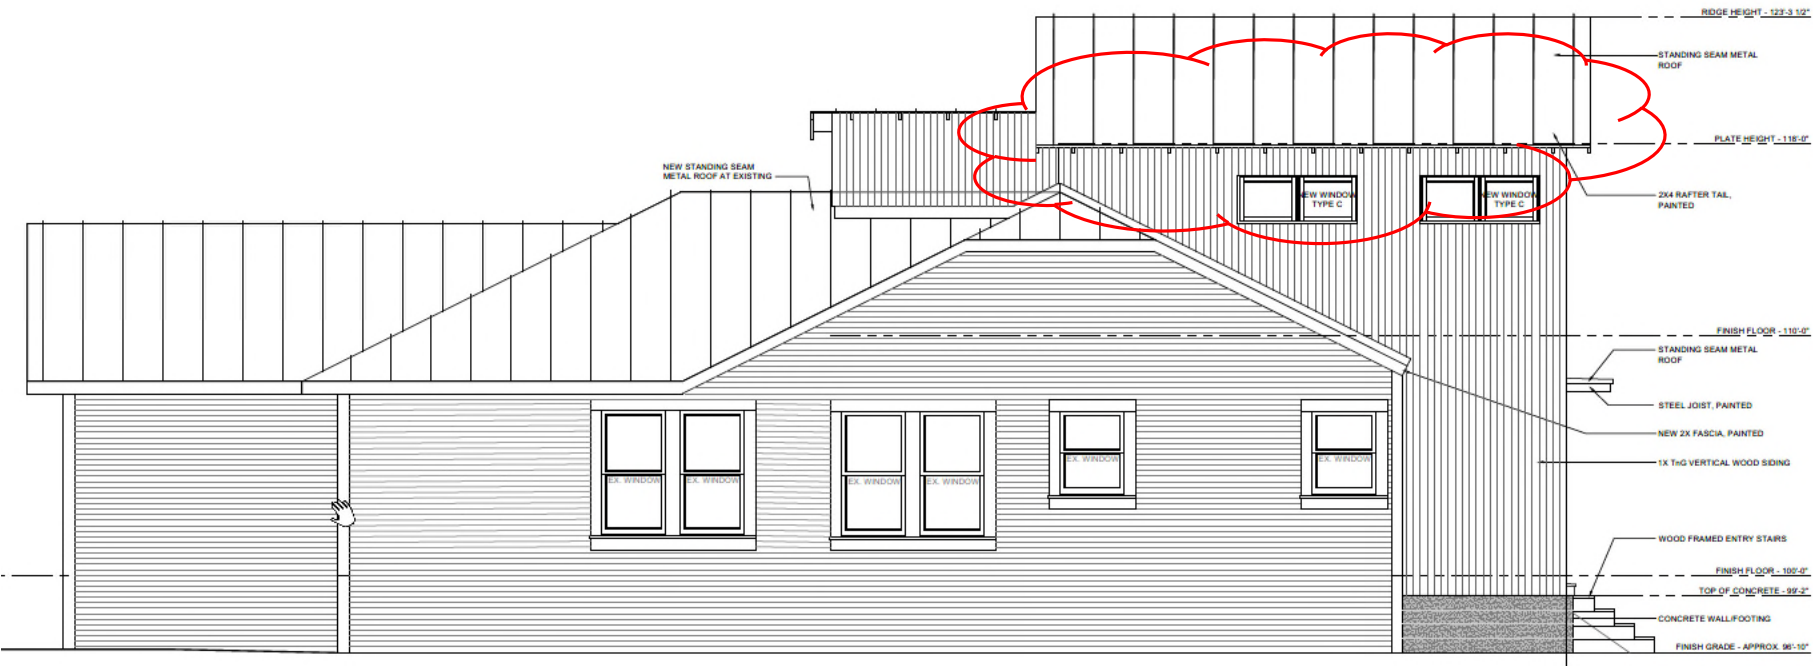 RIDGE HEIGHT - 123'-3 1/2"
STANDING SEAM METAL
ROOF
PLATE HEIGHT - 118'-0"
NEW STANDING SEAM
METAL ROOF AT EXISTING
NEW WINDOW
TYPE C
NEW WINDOW
TYPE C
2X4 RAFTER TAIL,
PAINTED
FINISH FLOOR - 110'-0"
STANDING SEAM METAL
ROOF
STEEL JOIST, PAINTED
NEW 2X FASCIA, PAINTED
1X TnG VERTICAL WOOD SIDING
EX. WINDOW
EX. WINDOW
EX. WINDOW
EX. WINDOW
EX. WINDOW
EX. WINDOW
WOOD FRAMED ENTRY STAIRS
FINISH FLOOR - 100'-0"
TOP OF CONCRETE - 99'-2"
CONCRETE WALL/FOOTING
FINISH GRADE - APPROX. 96'-10"